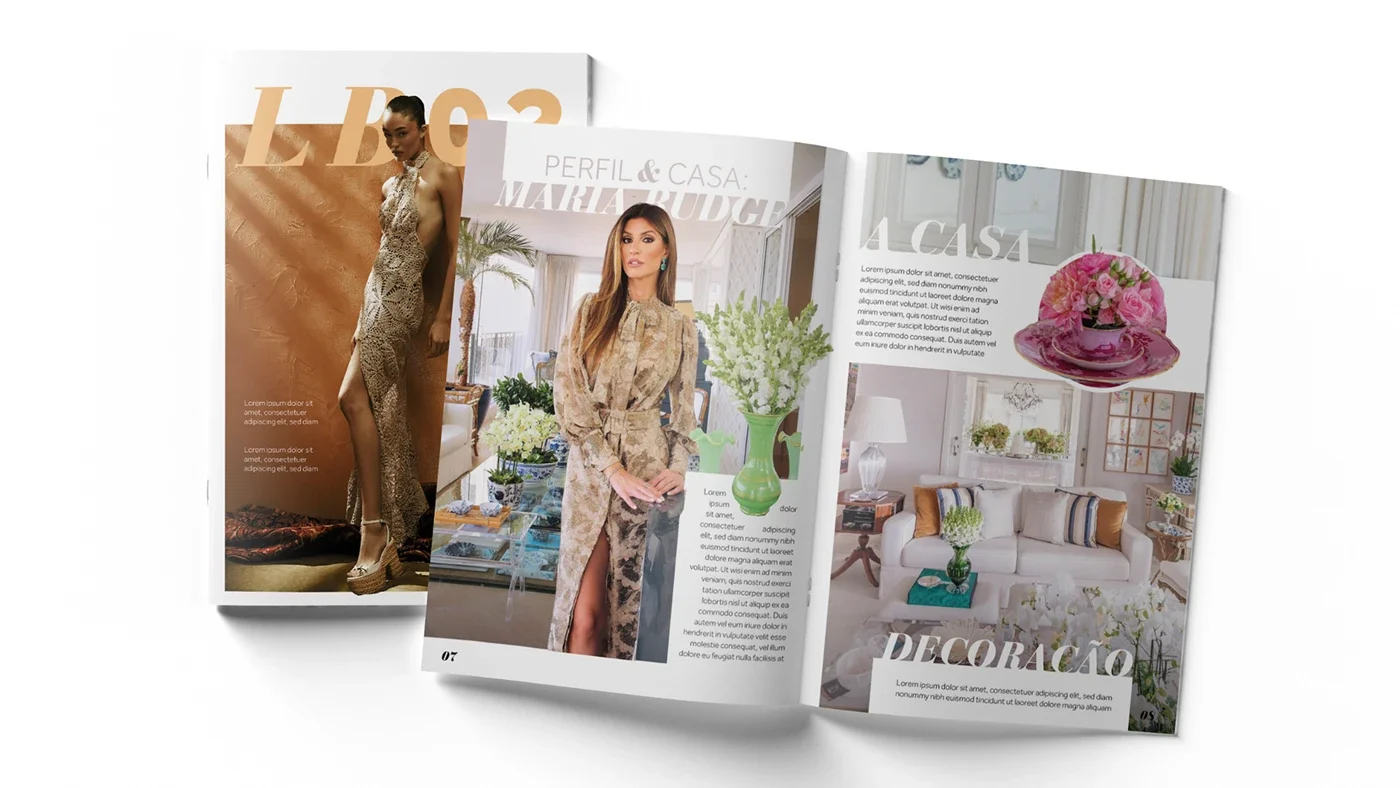 LB03
Lorem ipsum dolor sit
amet, consectetuer
adipiscing elit, sed diam
Lorem ipsum dolor sit
amet, consectetuer
adipiscing elit, sed diam
PERFIL & CASA:
MARIA RUDGE
Lorem
ipsum dolor
sit amet,
consectetuer adipiscing
elit, sed diam nonummy nibh
euismod tincidunt ut laoreet
dolore magna aliquam erat
volutpat. Ut wisi enim ad minim
veniam, quis nostrud exerci
tation ullamcorper suscipit
lobortis nisl ut aliquip ex ea
commodo consequat. Duis
autem vel eum iriure dolor in
hendrerit in vulputate velit esse
molestie consequat, vel illum
dolore eu feugiat nulla facilisis at
07
A CASA
Lorem ipsum dolor sit amet, consectetuer
adipiscing elit, sed diam nonummy nibh
euismod tincidunt ut laoreet dolore magna
aliquam erat volutpat. Ut wisi enim ad
minim veniam, quis nostrud exerci tation
ullamcorper suscipit lobortis nisl ut aliquip
ex ea commodo consequat. Duis autem vel
eum iriure dolor in hendrerit in vulputate
DECORAÇÃO
Lorem ipsum dolor sit amet, consectetuer adipiscing elit, sed diam
nonummy nibh euismod tincidunt ut laoreet dolore magna aliquam
08